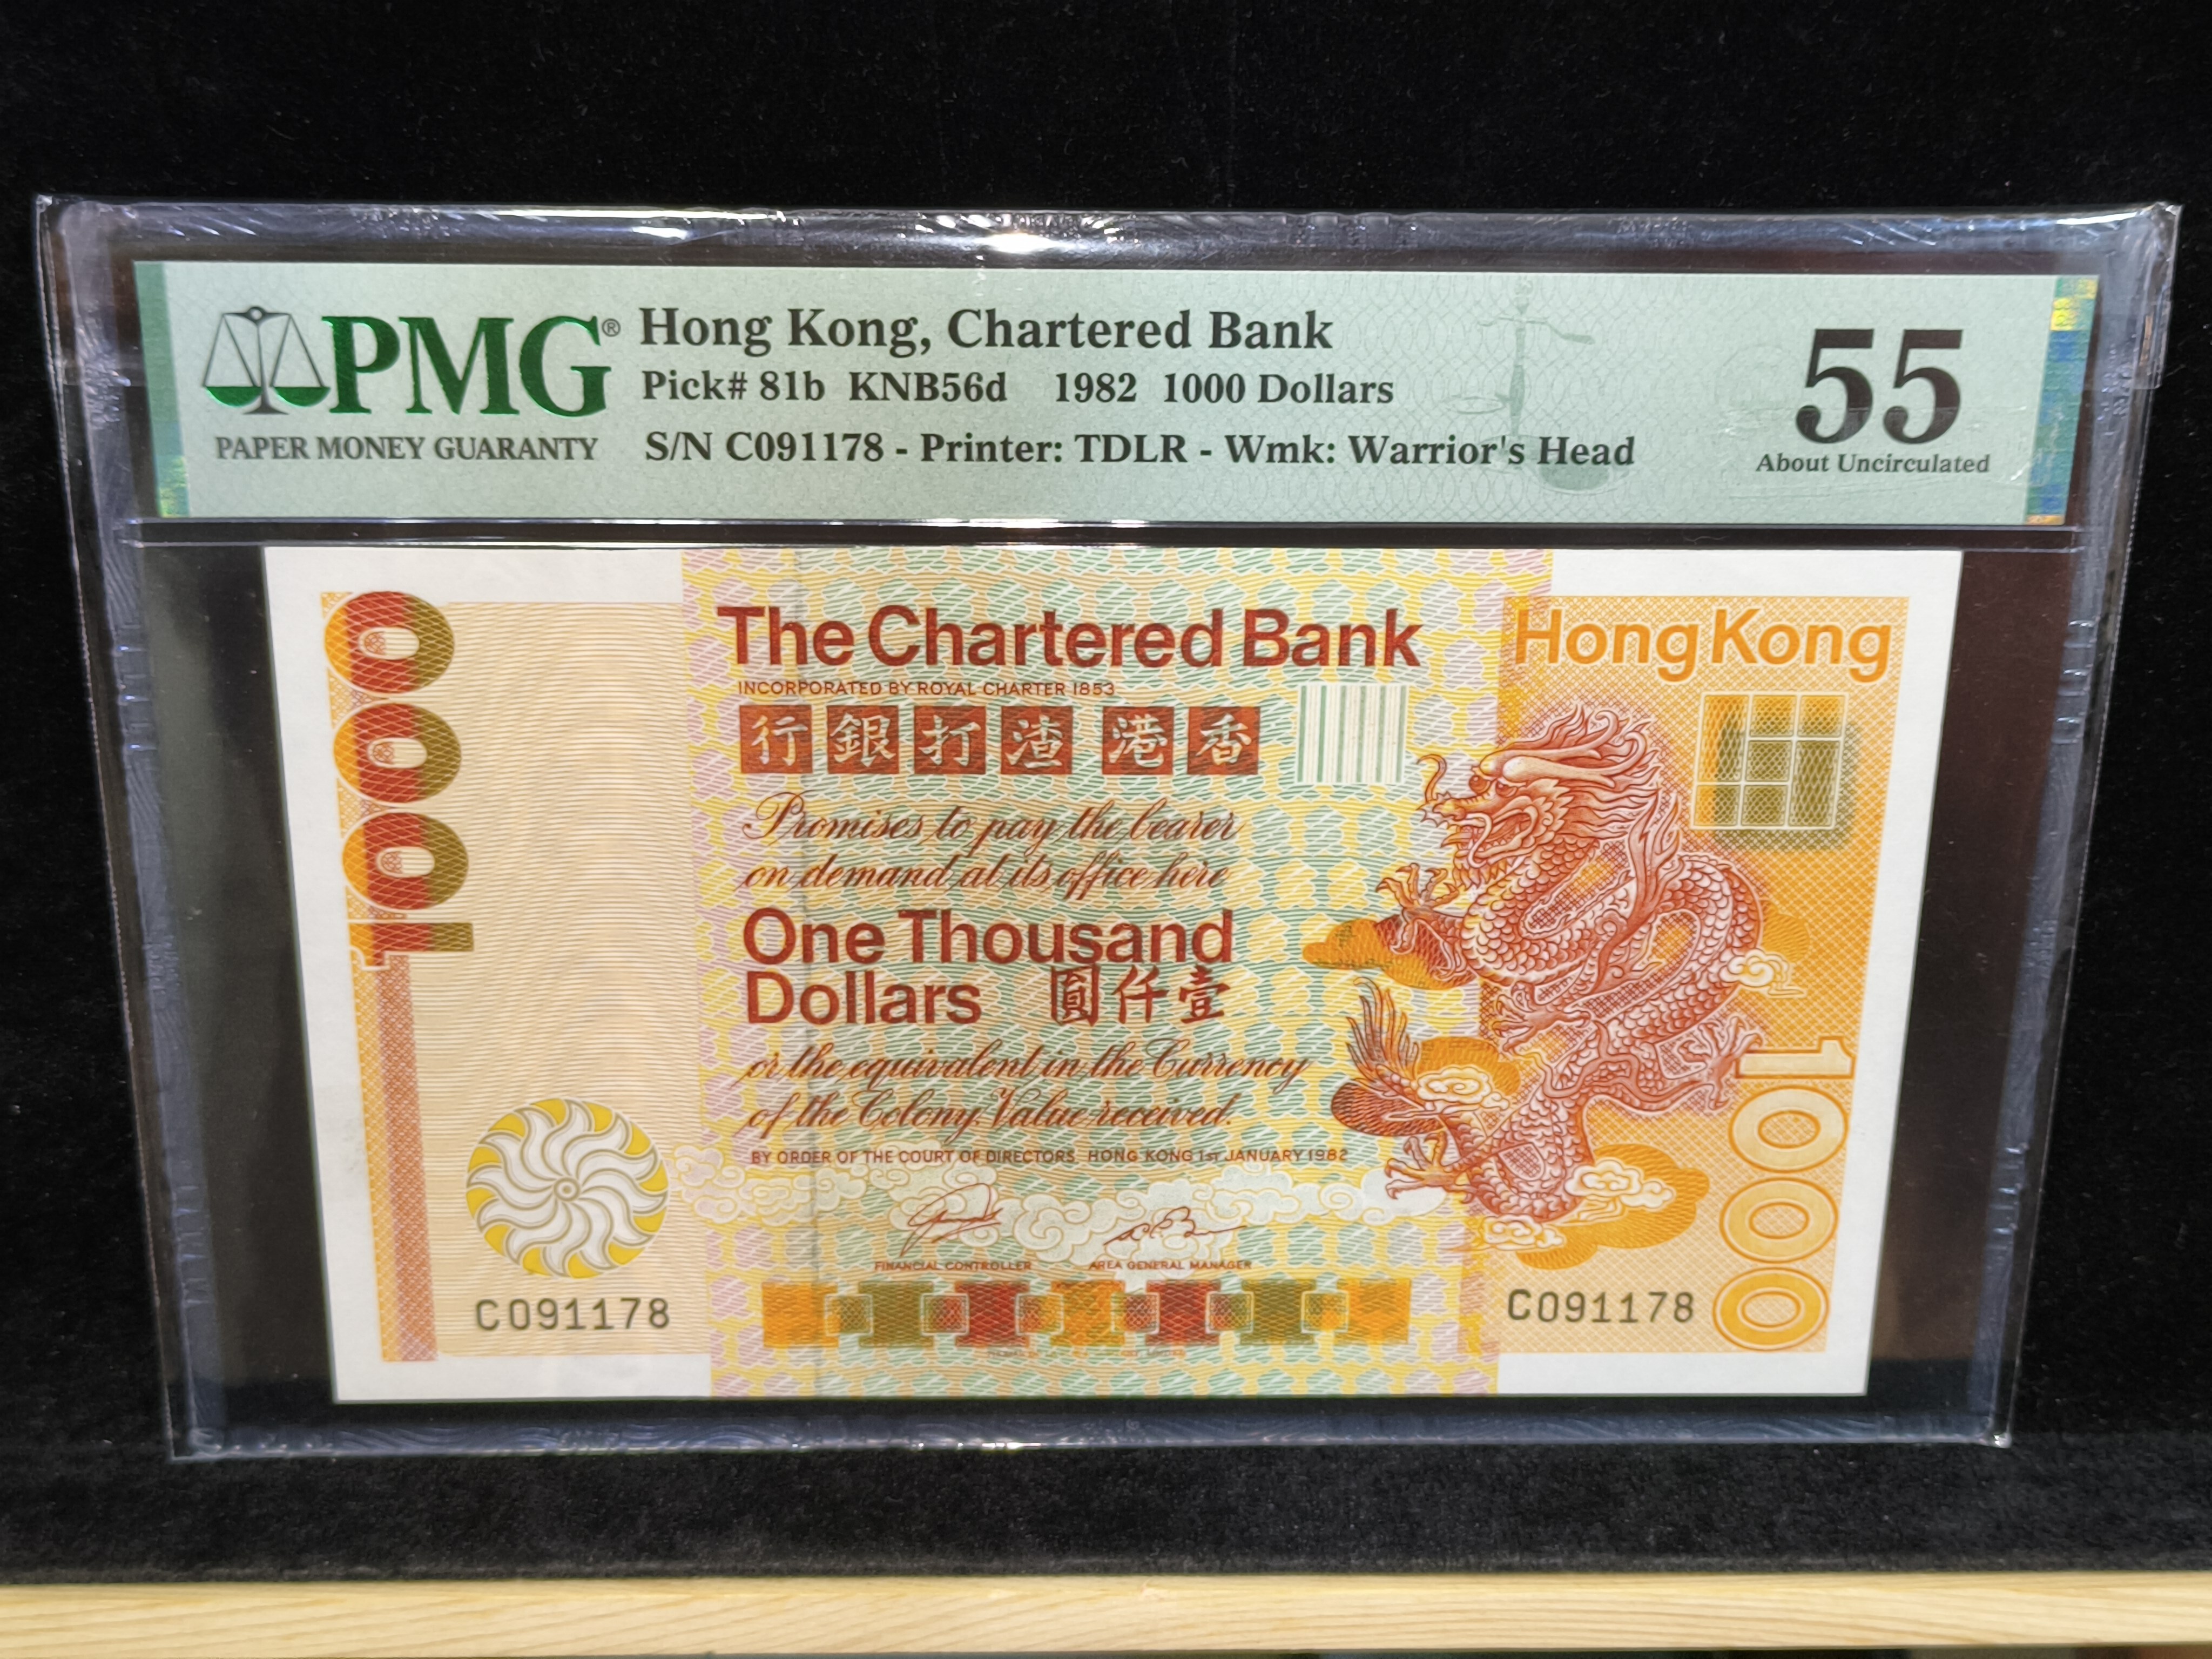 PMG®
PAPER MONEY GUARANTY
Hong Kong, Chartered Bank
Pick# 81b KNB56d 1982 1000 Dollars
S/N C091178 - Printer: TDLR - Wmk: Warrior's Head
55
About Uncirculated
1000
The Chartered Bank
Hong Kong
INCORPORATED BY ROYAL CHARTER 1853
行銀打渣 港香
Promises to pay the bearer
on demand at its office here
One Thousand
Dollars 圓仟壹
or the equivalent in the Currency
of the Colony. Value received.
BY ORDER OF THE COURT OF DIRECTORS, HONG KONG 1ST JANUARY 1982
FINANCIAL CONTROLLER AREA GENERAL MANAGER
1000
C091178
C091178